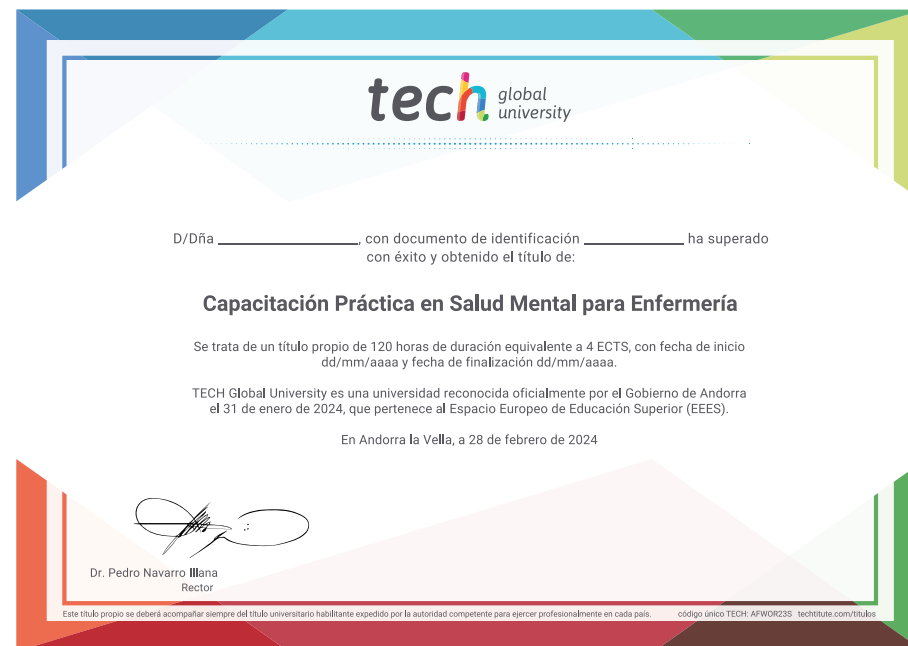 tech global university
D/Dña ____________________, con documento de identificación ______________ ha superado
con éxito y obtenido el título de:
Capacitación Práctica en Salud Mental para Enfermería
Se trata de un título propio de 120 horas de duración equivalente a 4 ECTS, con fecha de inicio
dd/mm/aaaa y fecha de finalización dd/mm/aaaa.
TECH Global University es una universidad reconocida oficialmente por el Gobierno de Andorra
el 31 de enero de 2024, que pertenece al Espacio Europeo de Educación Superior (EEES).
En Andorra la Vella, a 28 de febrero de 2024
Dr. Pedro Navarro Illana
Rector
Este título propio se deberá acompañar siempre del título universitario habilitante expedido por la autoridad competente para ejercer profesionalmente en cada país. código único TECH: AFWOR23S techtitute.com/titulos